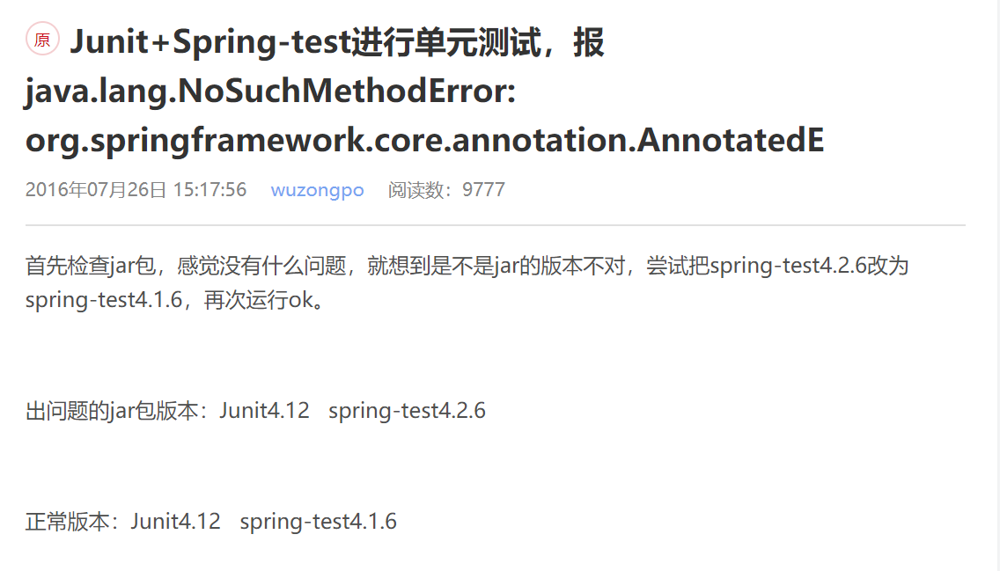 原 Junit+Spring-test进行单元测试，报
java.lang.NoSuchMethodError:
org.springframework.core.annotation.AnnotatedE
2016年07月26日 15:17:56 wuzongpo 阅读数：9777
首先检查jar包，感觉没有什么问题，就想到是不是jar的版本不对，尝试把spring-test4.2.6改为
spring-test4.1.6，再次运行ok。
出问题的jar包版本：Junit4.12 spring-test4.2.6
正常版本：Junit4.12 spring-test4.1.6